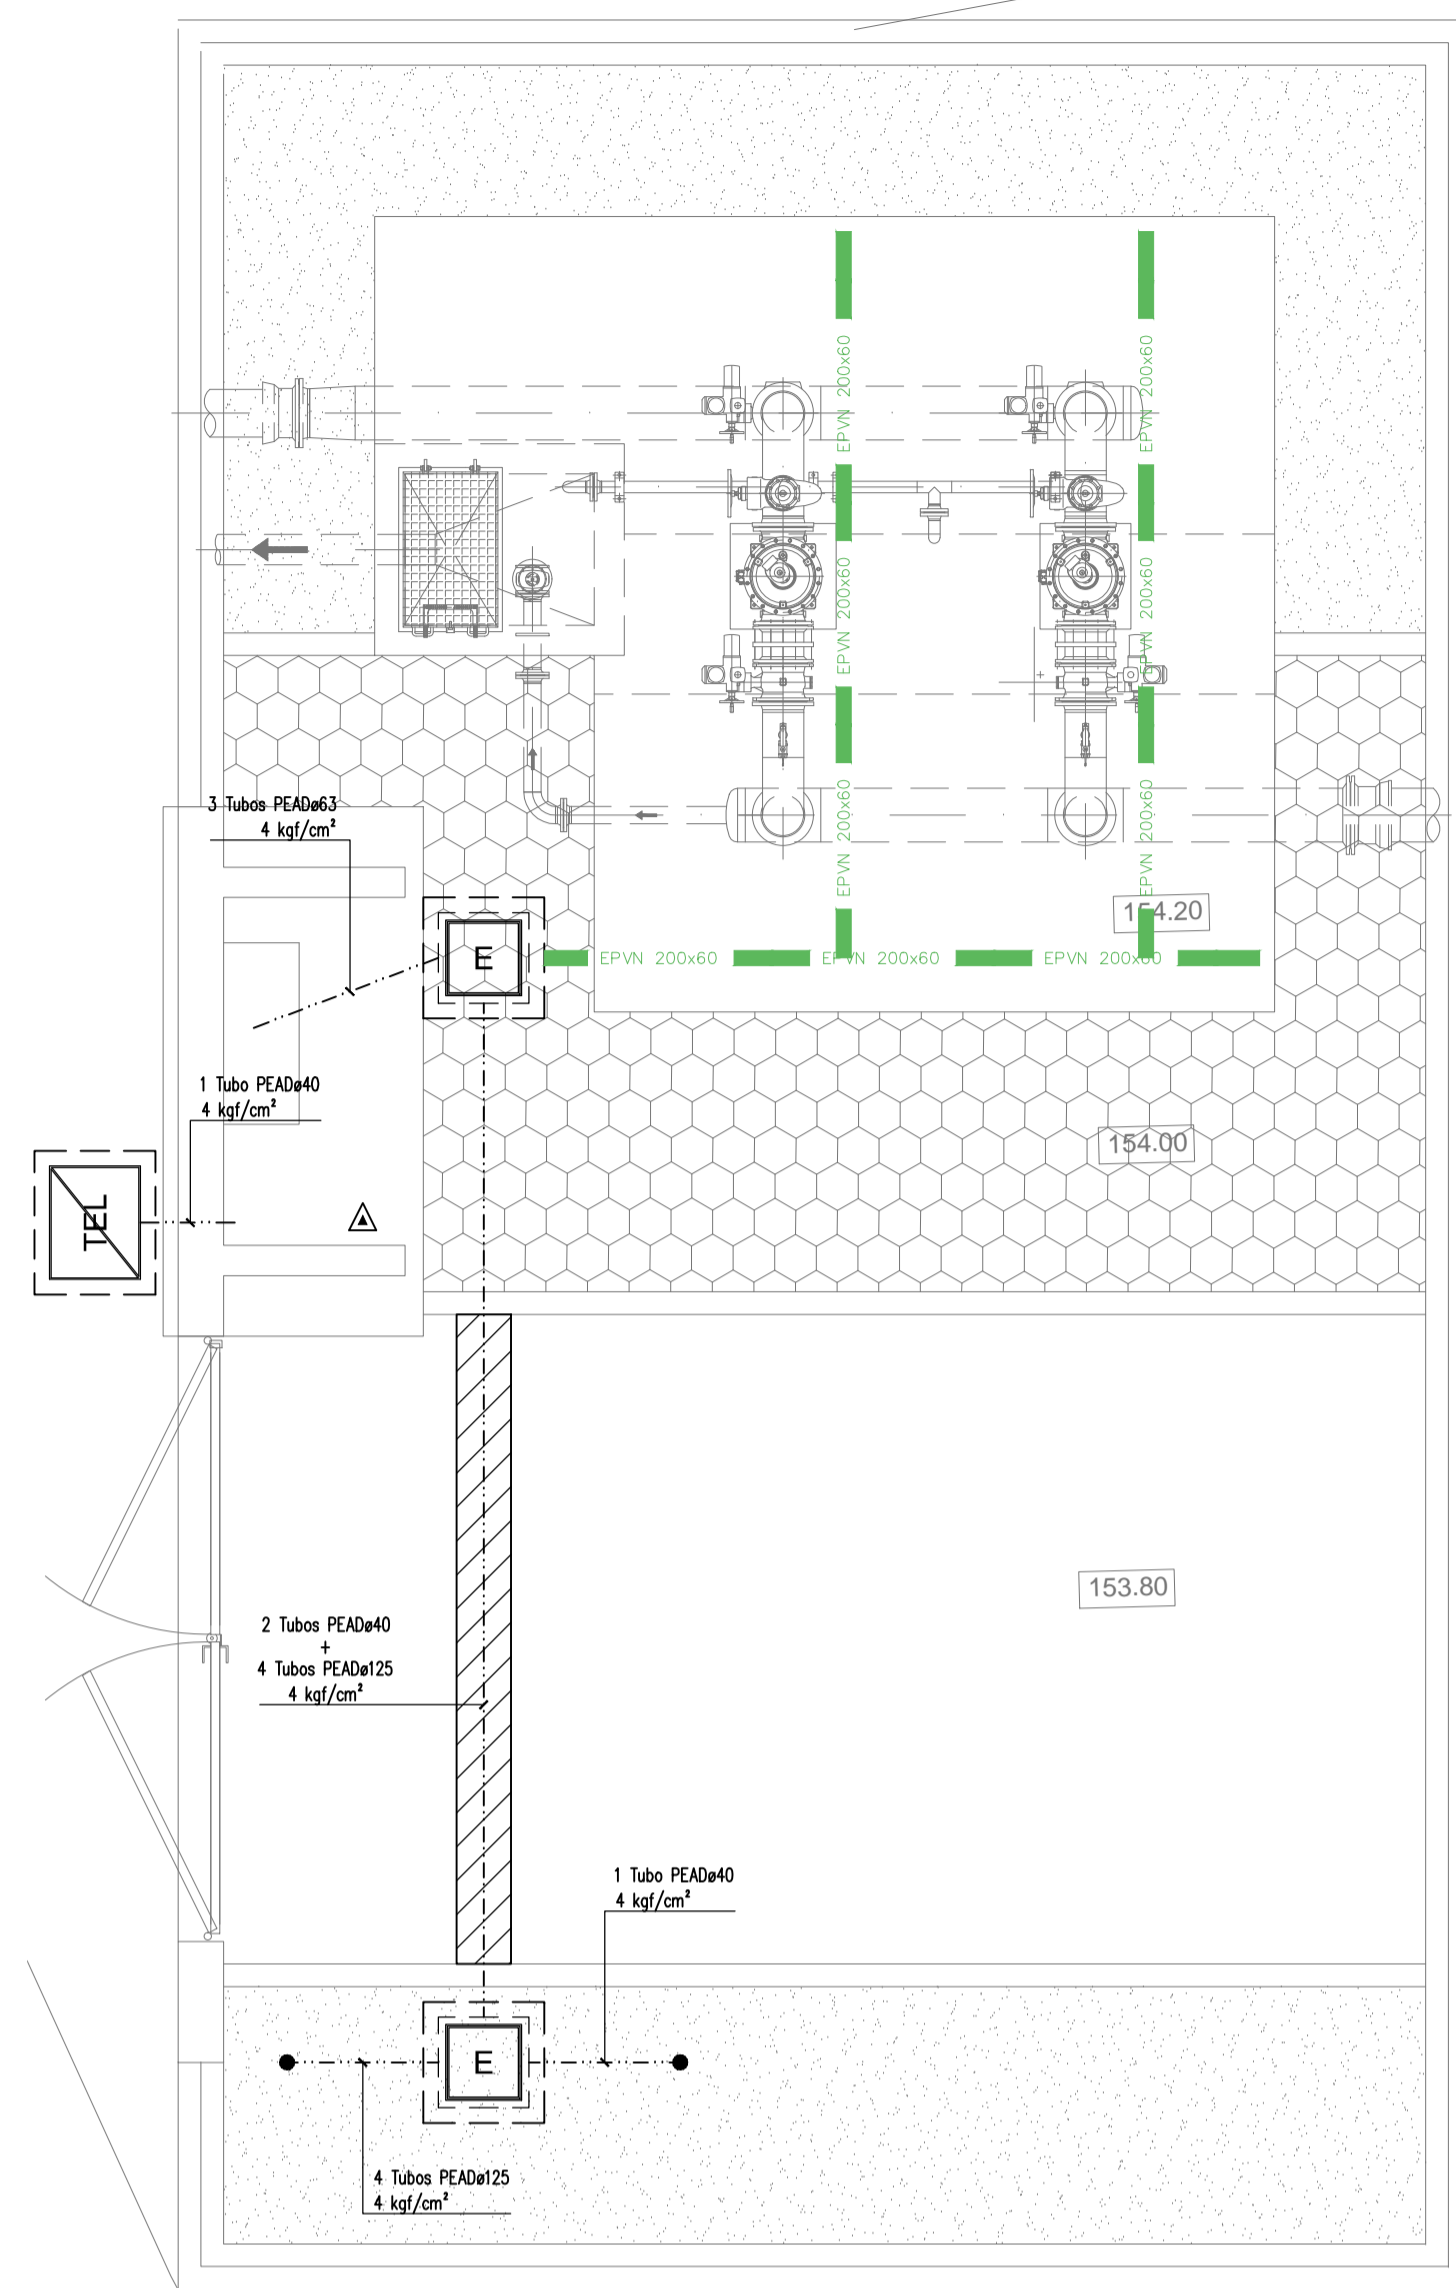 EPVN 200x60
EPVN 200x60
EPVN 200x60
EPVN 200x60
EPVN 200x60
EPVN 200x60
3 Tubos PEADø63
4 kgf/cm²
154.20
E
EPVN 200x60
EPVN 200x60
EPVN 200x60
1 Tubo PEADø40
4 kgf/cm²
154.00
TEL
153.80
2 Tubos PEADø40
+
4 Tubos PEADø125
4 kgf/cm²
1 Tubo PEADø40
4 kgf/cm²
E
4 Tubos PEADø125
4 kgf/cm²